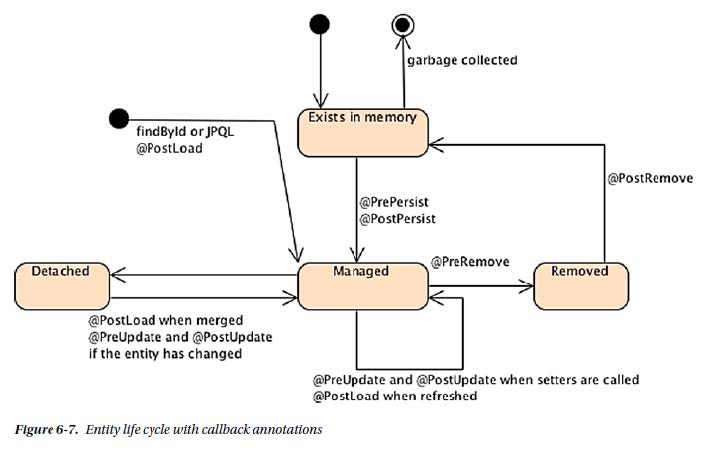 garbage collected
Exists in memory
findById or JPQL
@PostLoad
@PostRemove
@PrePersist
@PostPersist
@PreRemove
Detached
Managed
Removed
@PostLoad when merged
@PreUpdate and @PostUpdate
if the entity has changed
@PreUpdate and @PostUpdate when setters are called
@PostLoad when refreshed
Figure 6-7. Entity life cycle with callback annotations